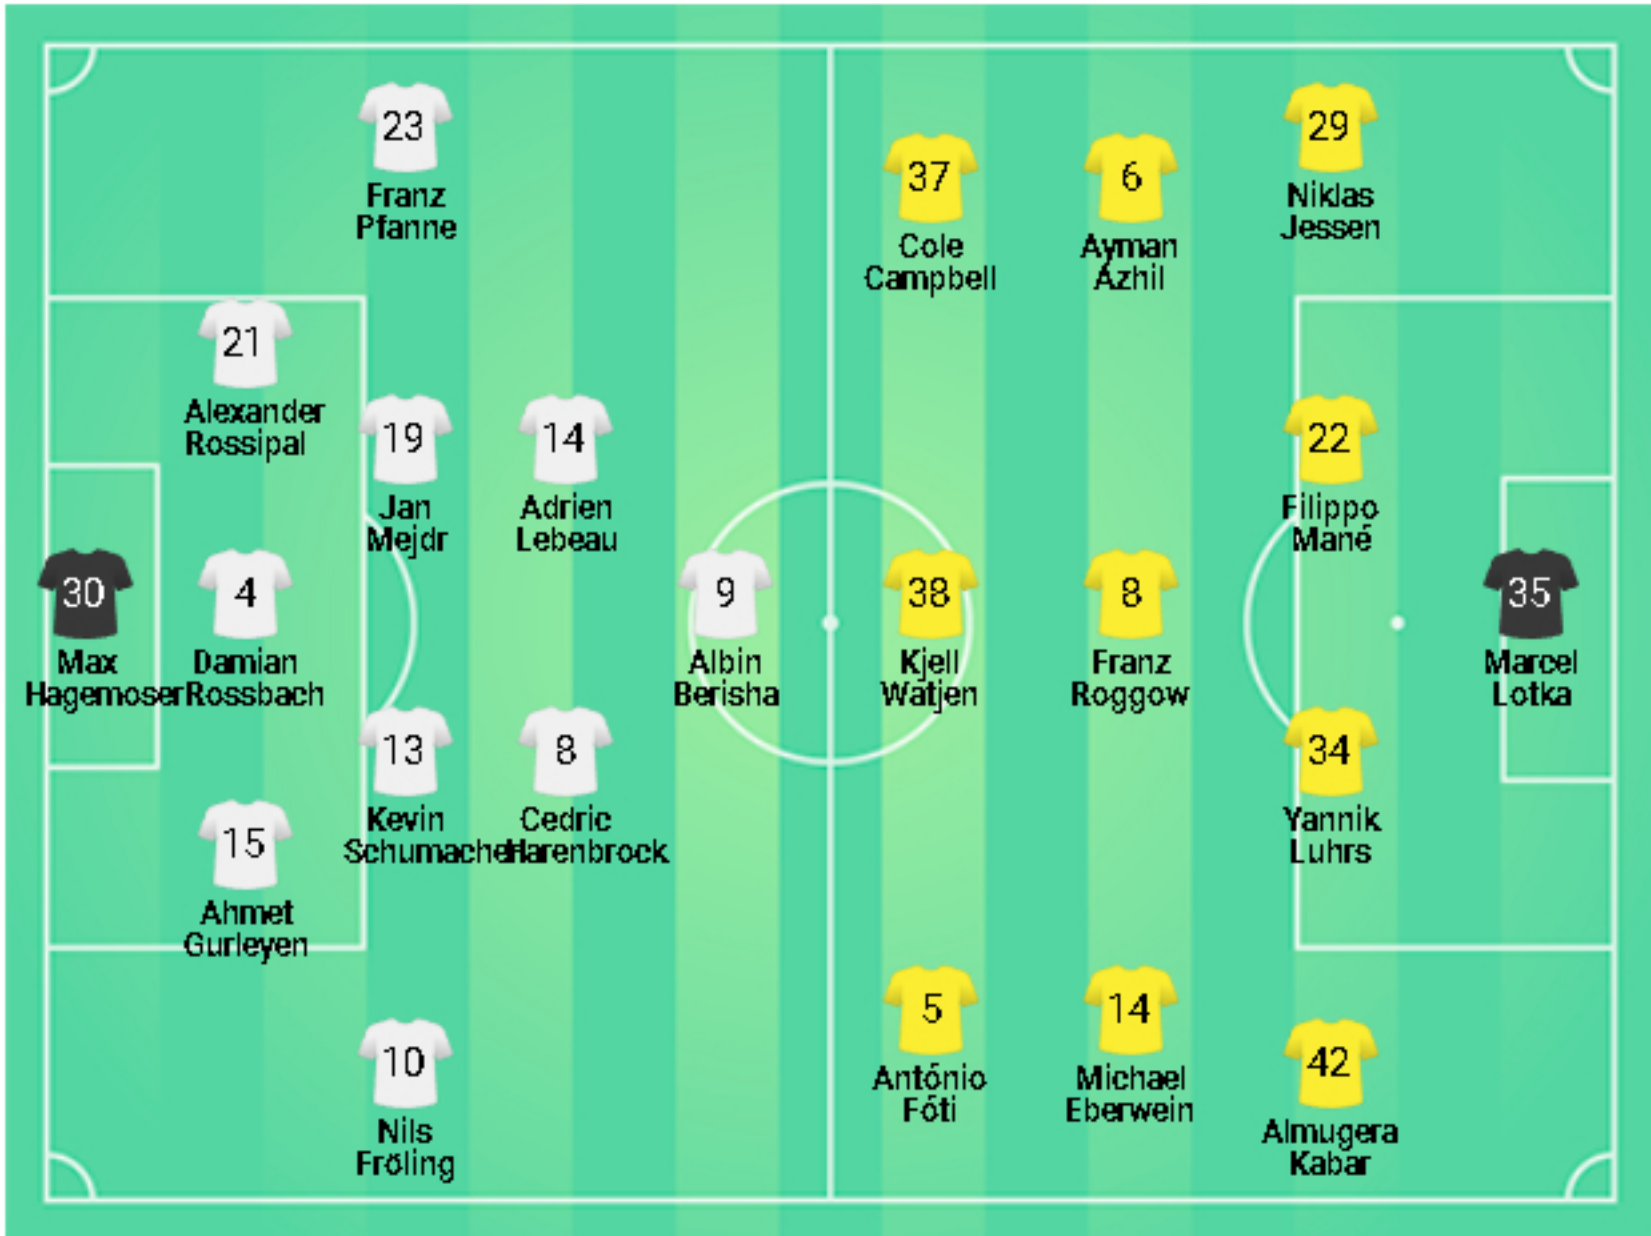 23
Franz
Pfanne
21
Alexander
Rossipal
19
Jan
Mejdr
14
Adrien
Lebeau
30
Max
Hagemoser
4
Damian
Rossbach
9
Albin
Berisha
13
Kevin
Schumacher
8
Cedric
Harenbrock
15
Ahmet
Gurleyen
10
Nils
Fröling
37
Cole
Campbell
6
Ayman
Azhil
29
Niklas
Jessen
22
Filippo
Mané
38
Kjell
Watjen
8
Franz
Roggow
35
Marcel
Lotka
34
Yannik
Luhrs
5
António
Fóti
14
Michael
Eberwein
42
Almugera
Kabar